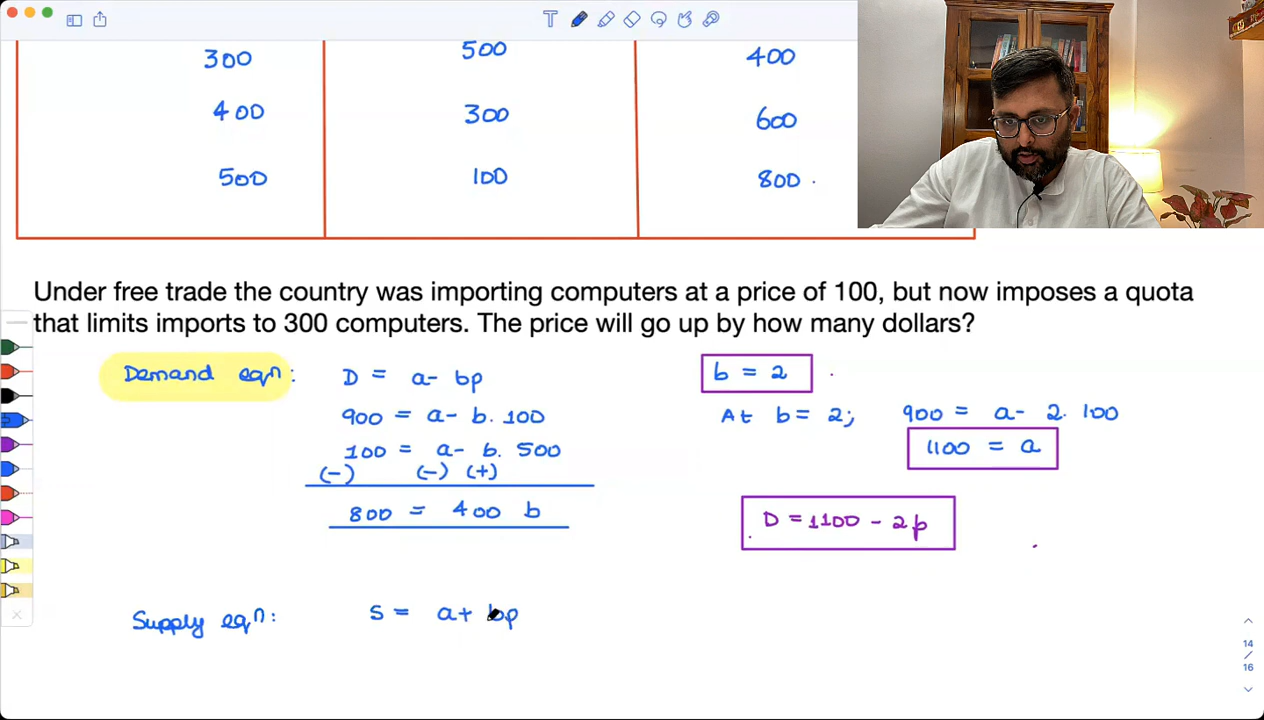 300 500 400
400 300 600
500 100 800
Under free trade the country was importing computers at a price of 100, but now imposes a quota
that limits imports to 300 computers. The price will go up by how many dollars?
Demand eqn: D = a- bp
900 = a- b. 100
100 = a- b. 500
(-) (-) (+)
800 = 400 b
b = 2
At b = 2; 900 = a- 2. 100
1100 = a
D = 1100 - 2p
Supply eqn: S = a+ bp
14
/
16